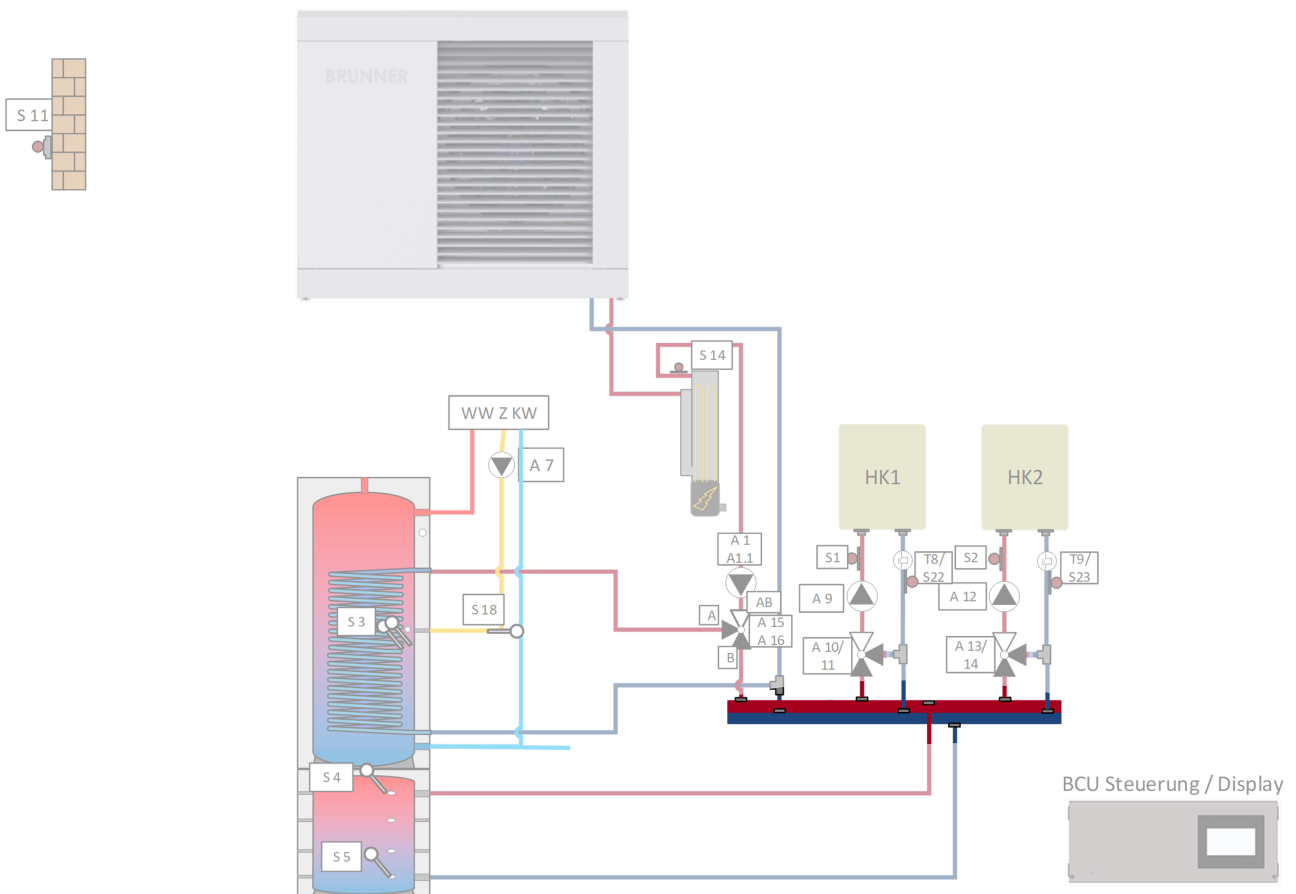 BRUNNER
S 11
S 14
WW Z KW
A 7
HK1
HK2
A 1
A1.1
S1
T8/
S22
S2
T9/
S23
A 9
A 12
AB
A
A 15
A 16
B
S 18
S 3
A 10/
11
A 13/
14
S 4
S 5
BCU Steuerung / Display